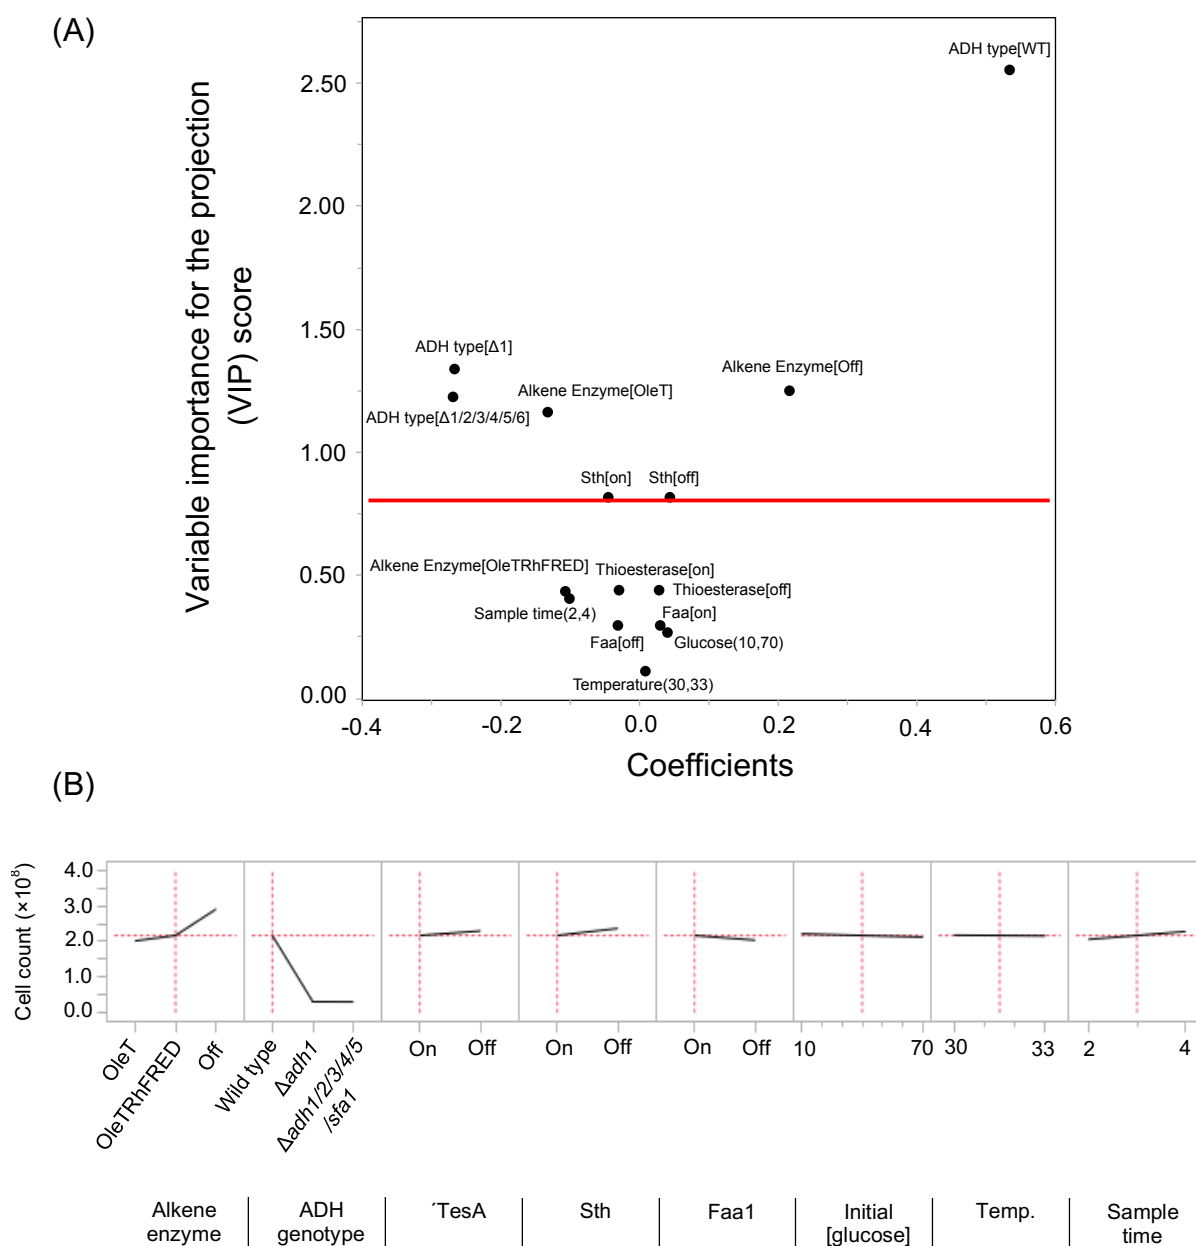 (A)
Variable importance for the projection
(VIP) score
2.50
2.00
1.50
1.00
0.50
0.00
ADH type[WT]
ADH type[Δ1]
Alkene Enzyme[Off]
Alkene Enzyme[OleT]
ADH type[Δ1/2/3/4/5/6]
Sth[on]
Sth[off]
Alkene Enzyme[OleTRhFRED]
Thioesterase[on]
Thioesterase[off]
Sample time(2,4)
Faa[on]
Faa[off]
Glucose(10,70)
Temperature(30,33)
-0.4
-0.2
0.0
0.2
0.4
0.6
Coefficients
(B)
Cell count (×10⁸)
4.0
3.0
2.0
1.0
0.0
OleT
OleTRhFRED
Off
Wild type
Δadh1
Δadh1/2/3/4/5
/sfa1
On
Off
On
Off
On
Off
10
70
30
33
2
4
Alkene
enzyme
ADH
genotype
´TesA
Sth
Faa1
Initial
[glucose]
Temp.
Sample
time